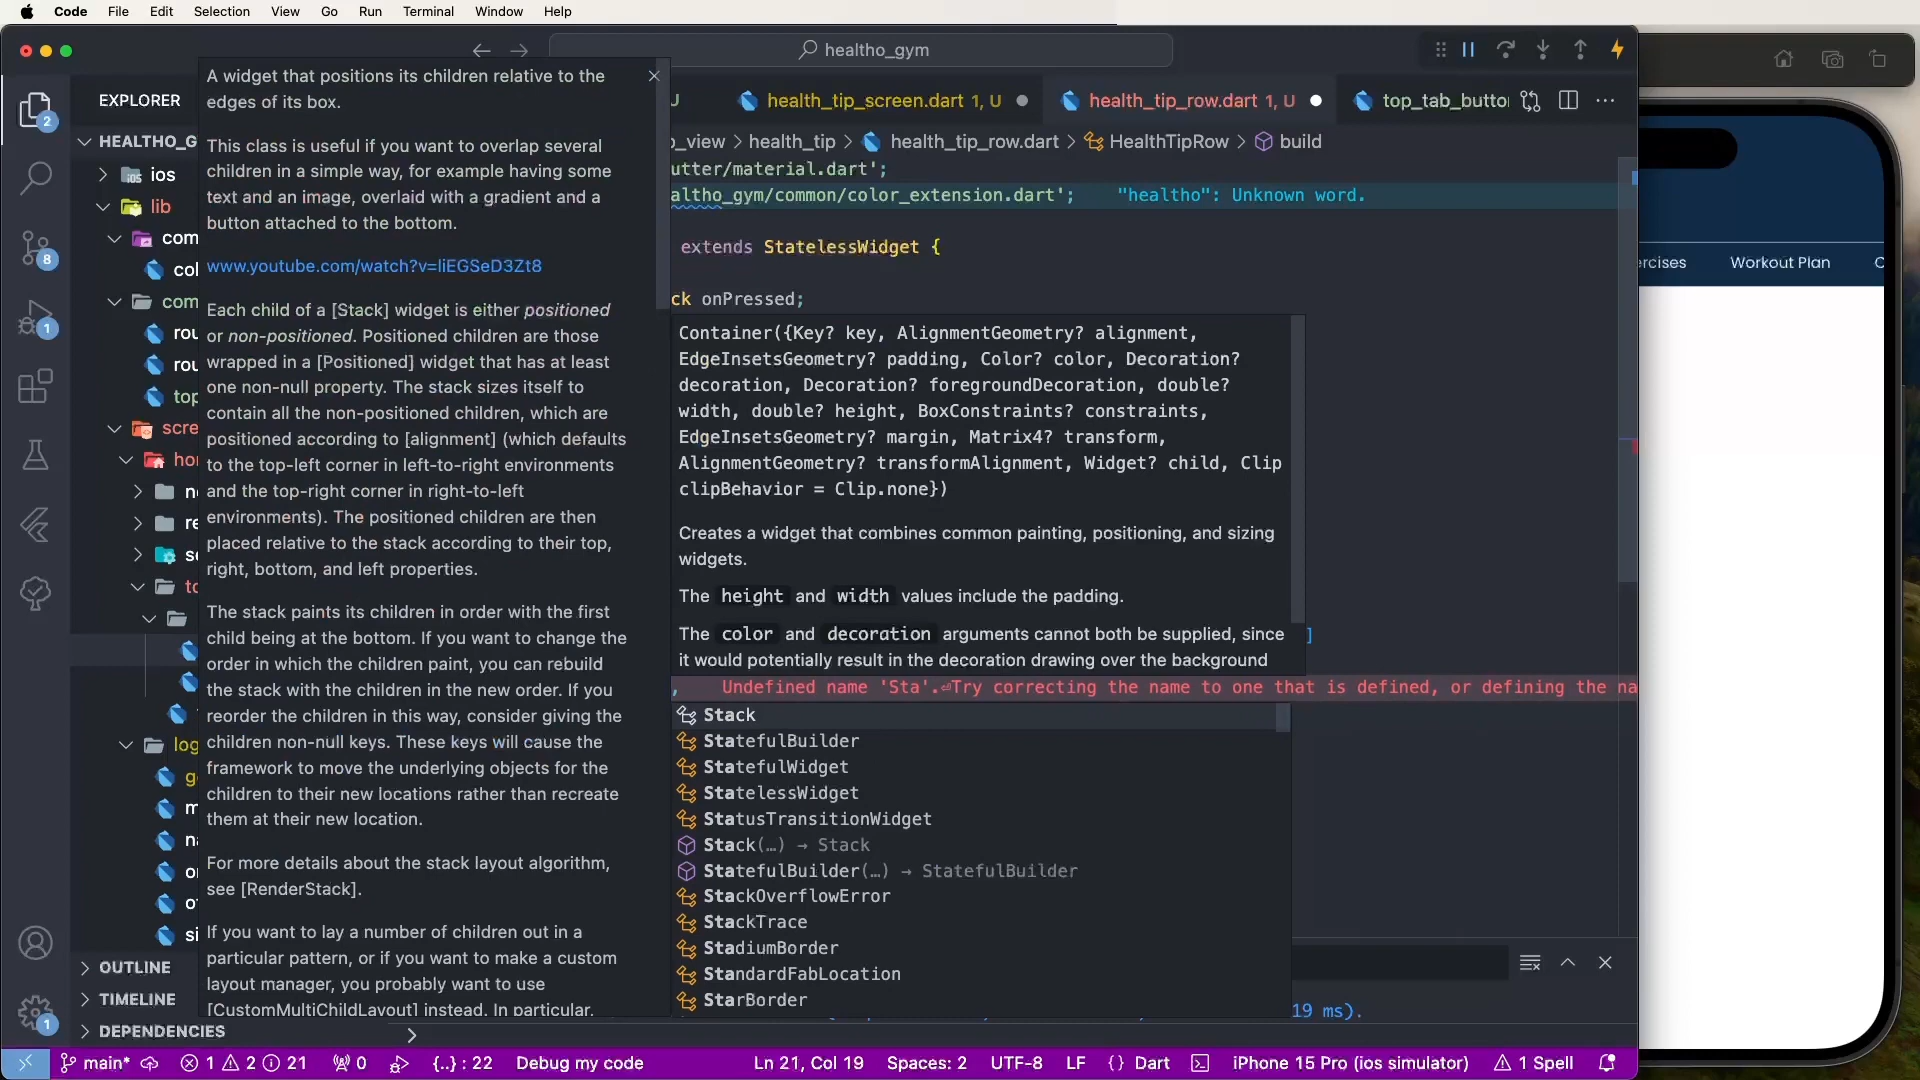 Code File Edit Selection View Go Run Terminal Window Help
healtho_gym
EXPLORER
HEALTHO_G
ios
lib
com
col
com
rou
rou
top
scre
hor
to
log
OUTLINE
TIMELINE
DEPENDENCIES
2
8
1
1
A widget that positions its children relative to the
edges of its box.
This class is useful if you want to overlap several
children in a simple way, for example having some
text and an image, overlaid with a gradient and a
button attached to the bottom.
www.youtube.com/watch?v=liEGSeD3Zt8
Each child of a [Stack] widget is either positioned
or non-positioned. Positioned children are those
wrapped in a [Positioned] widget that has at least
one non-null property. The stack sizes itself to
contain all the non-positioned children, which are
positioned according to [alignment] (which defaults
to the top-left corner in left-to-right environments
and the top-right corner in right-to-left
environments). The positioned children are then
placed relative to the stack according to their top,
right, bottom, and left properties.
The stack paints its children in order with the first
child being at the bottom. If you want to change the
order in which the children paint, you can rebuild
the stack with the children in the new order. If you
reorder the children in this way, consider giving the
children non-null keys. These keys will cause the
framework to move the underlying objects for the
children to their new locations rather than recreate
them at their new location.
For more details about the stack layout algorithm,
see [RenderStack].
If you want to lay a number of children out in a
particular pattern, or if you want to make a custom
layout manager, you probably want to use
[CustomMultiChildLayout] instead. In particular,
U health_tip_screen.dart 1, U health_tip_row.dart 1, U top_tab_butto
p_view > health_tip > health_tip_row.dart > HealthTipRow > build
utter/material.dart';
altho_gym/common/color_extension.dart'; "healtho": Unknown word.
extends StatelessWidget {
ck onPressed;
Container({Key? key, AlignmentGeometry? alignment,
EdgeInsetsGeometry? padding, Color? color, Decoration?
decoration, Decoration? foregroundDecoration, double?
width, double? height, BoxConstraints? constraints,
EdgeInsetsGeometry? margin, Matrix4? transform,
AlignmentGeometry? transformAlignment, Widget? child, Clip
clipBehavior = Clip.none})
Creates a widget that combines common painting, positioning, and sizing
widgets.
The height and width values include the padding.
The color and decoration arguments cannot both be supplied, since
it would potentially result in the decoration drawing over the background
]
, Undefined name 'Sta'.⏎Try correcting the name to one that is defined, or defining the na
Stack
StatefulBuilder
StatefulWidget
StatelessWidget
StatusTransitionWidget
Stack(…) → Stack
StatefulBuilder(…) → StatefulBuilder
StackOverflowError
StackTrace
StadiumBorder
StandardFabLocation
StarBorder
19 ms).
ercises Workout Plan C
main* 1 2 21 0 {..} : 22 Debug my code Ln 21, Col 19 Spaces: 2 UTF-8 LF {} Dart iPhone 15 Pro (ios simulator) 1 Spell